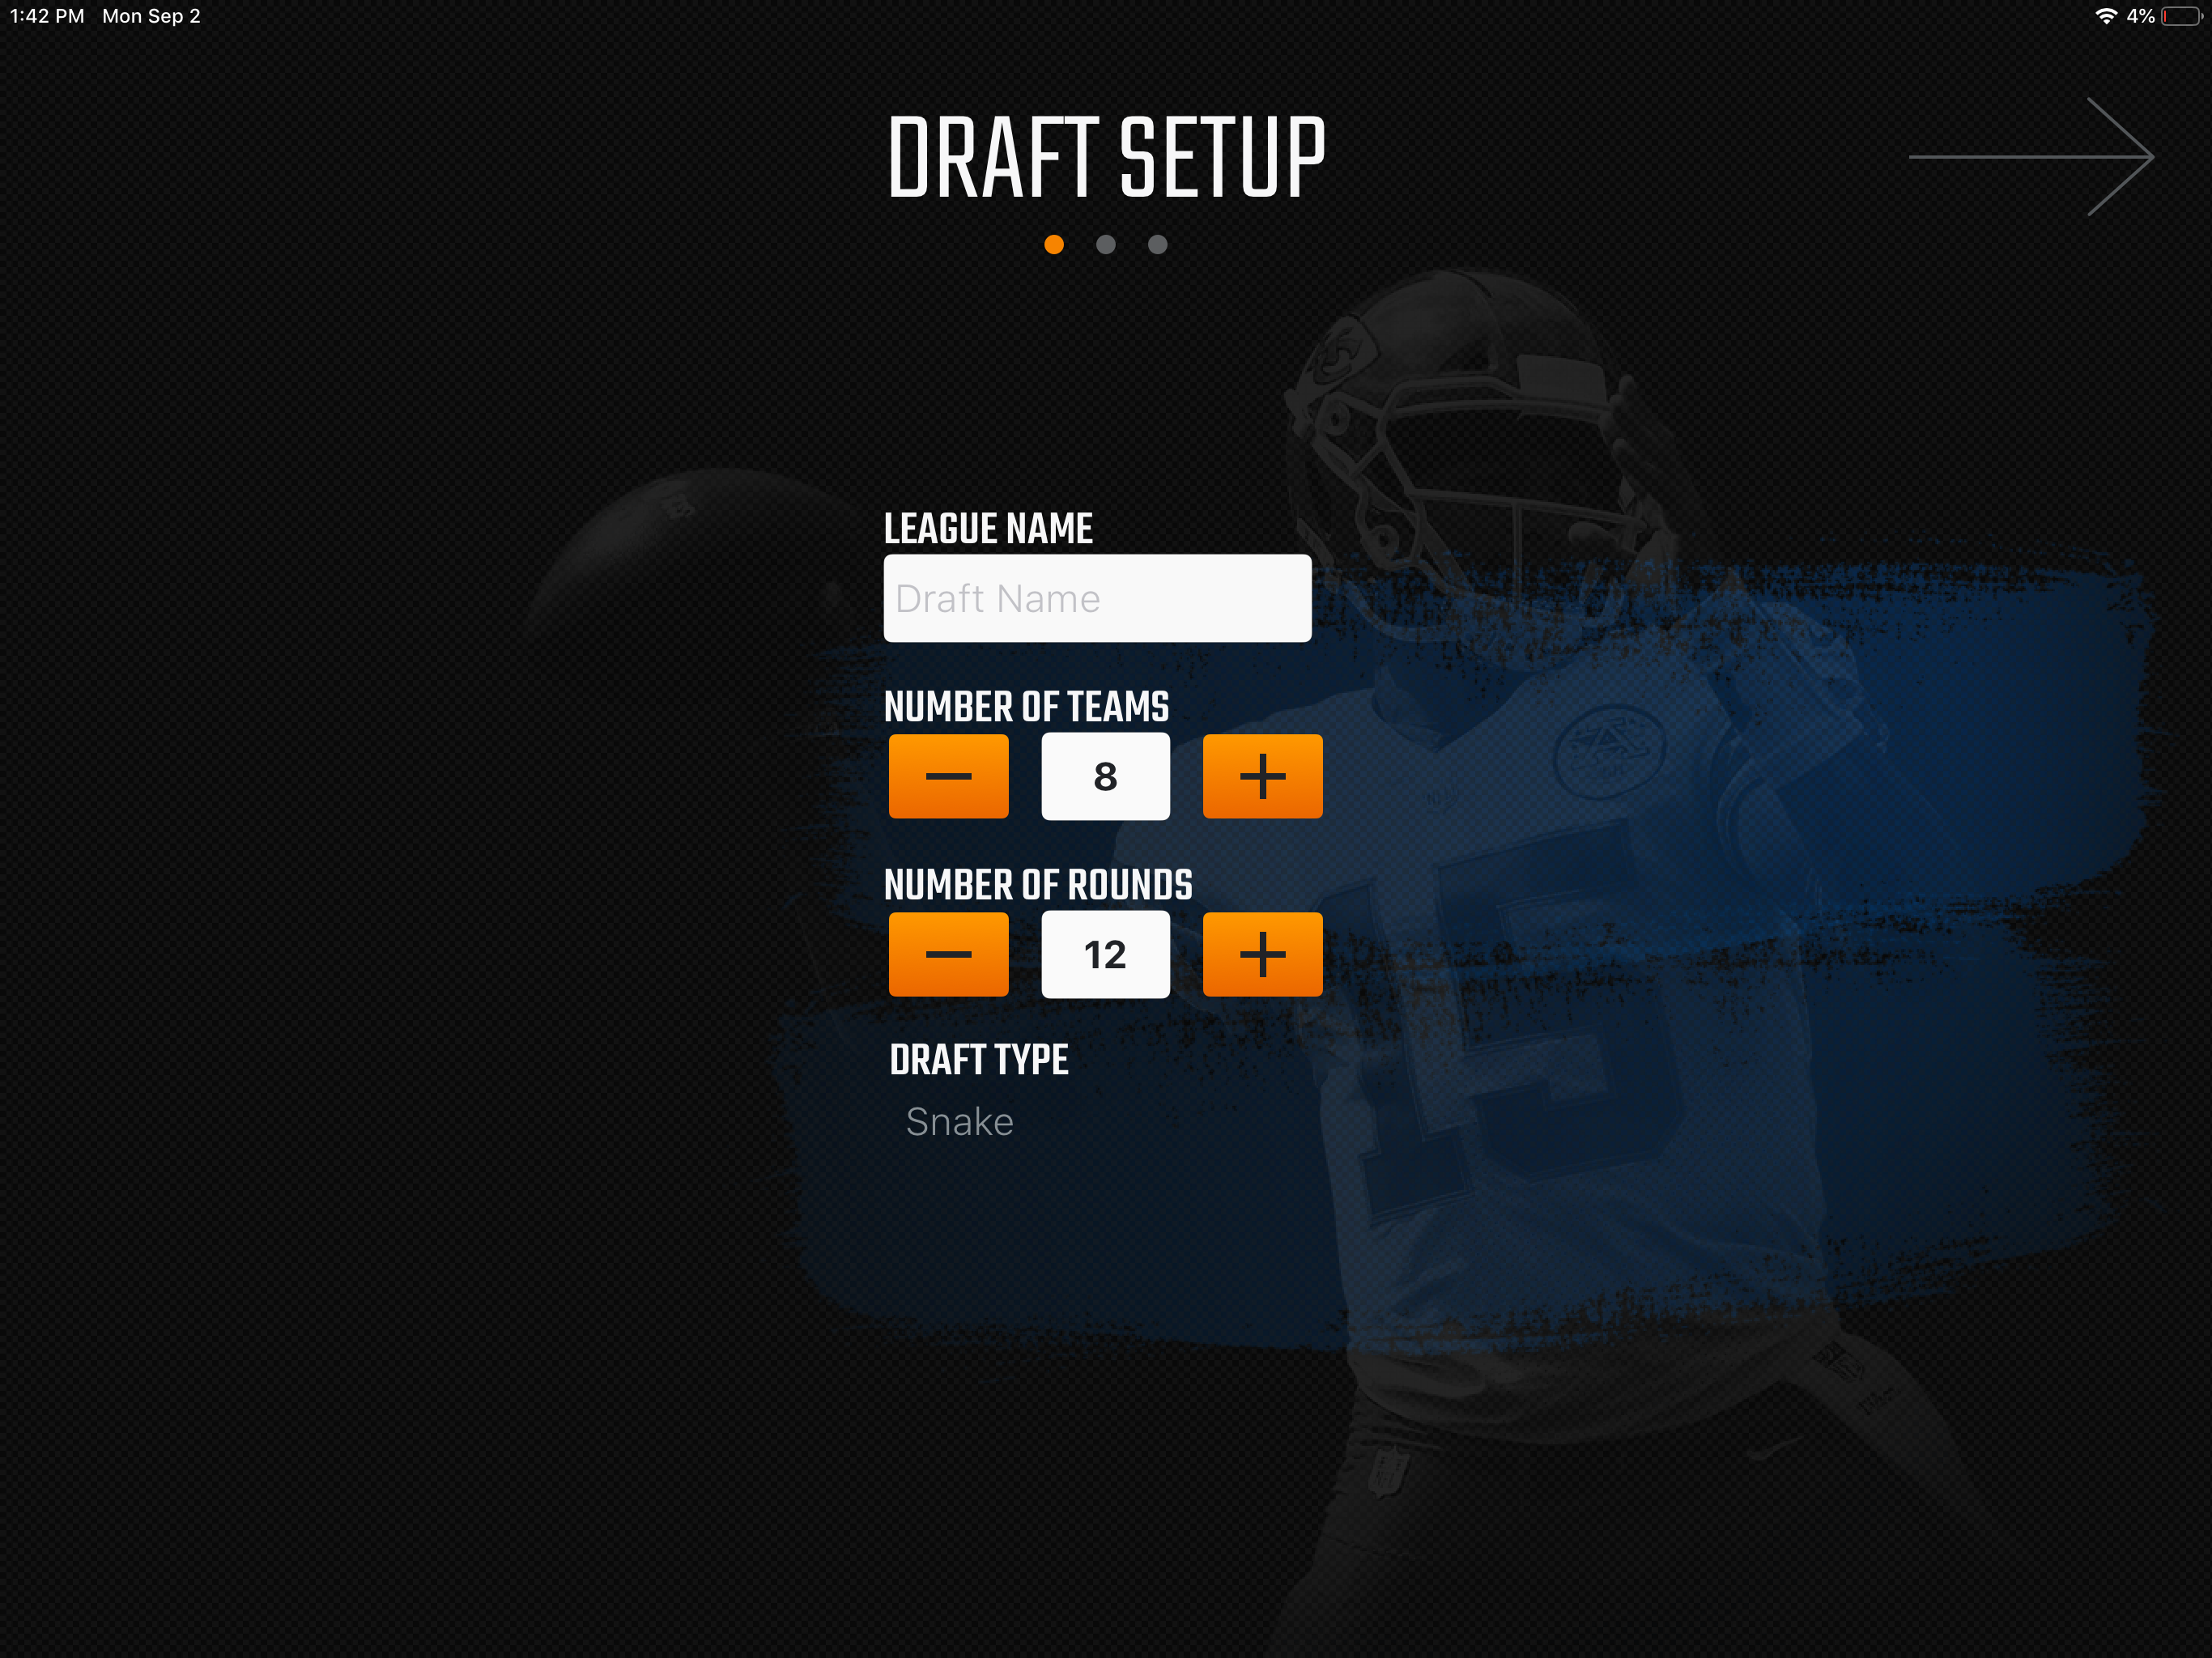 1:42 PM Mon Sep 2 4%
DRAFT SETUP
LEAGUE NAME
Draft Name
NUMBER OF TEAMS
8
NUMBER OF ROUNDS
12
DRAFT TYPE
Snake
15